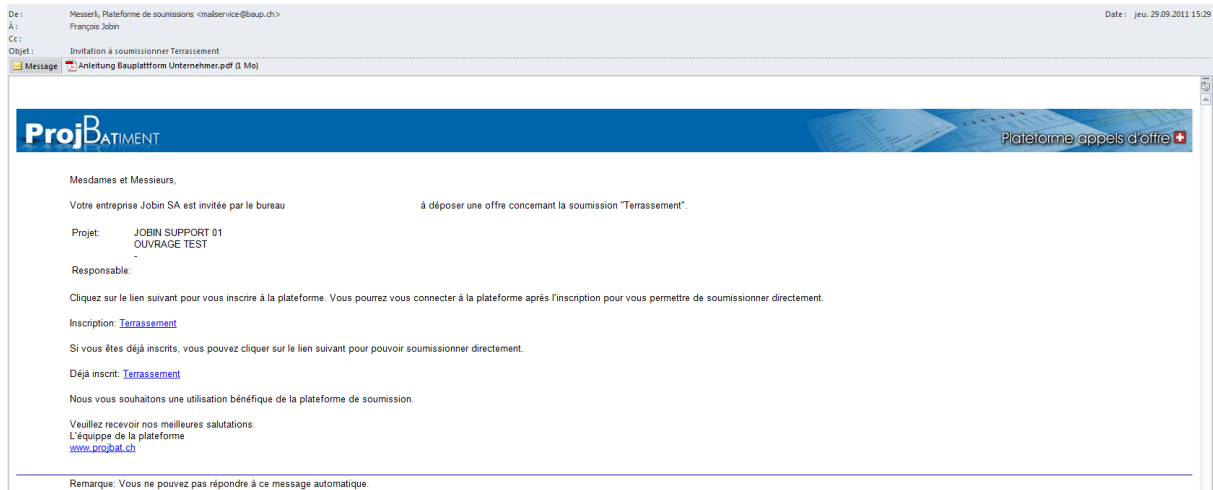 De : Messerli, Plateforme de soumissions <mailservice@baup.ch> Date : jeu. 29.09.2011 15:29
À : François Jobin
Cc :
Objet : Invitation à soumissionner Terrassement
Message Anleitung Bauplattform Unternehmer.pdf (1 Mo)
ProjBATIMENT Plateforme appels d'offre
Mesdames et Messieurs,
Votre entreprise Jobin SA est invitée par le bureau à déposer une offre concernant la soumission "Terrassement".
Projet: JOBIN SUPPORT 01
OUVRAGE TEST
-
Responsable:
Cliquez sur le lien suivant pour vous inscrire à la plateforme. Vous pourrez vous connecter à la plateforme après l'inscription pour vous permettre de soumissionner directement.
Inscription: Terrassement
Si vous êtes déjà inscrits, vous pouvez cliquer sur le lien suivant pour pouvoir soumissionner directement.
Déjà inscrit: Terrassement
Nous vous souhaitons une utilisation bénéfique de la plateforme de soumission.
Veuillez recevoir nos meilleures salutations.
L'équippe de la plateforme
www.projbat.ch
Remarque: Vous ne pouvez pas répondre à ce message automatique.